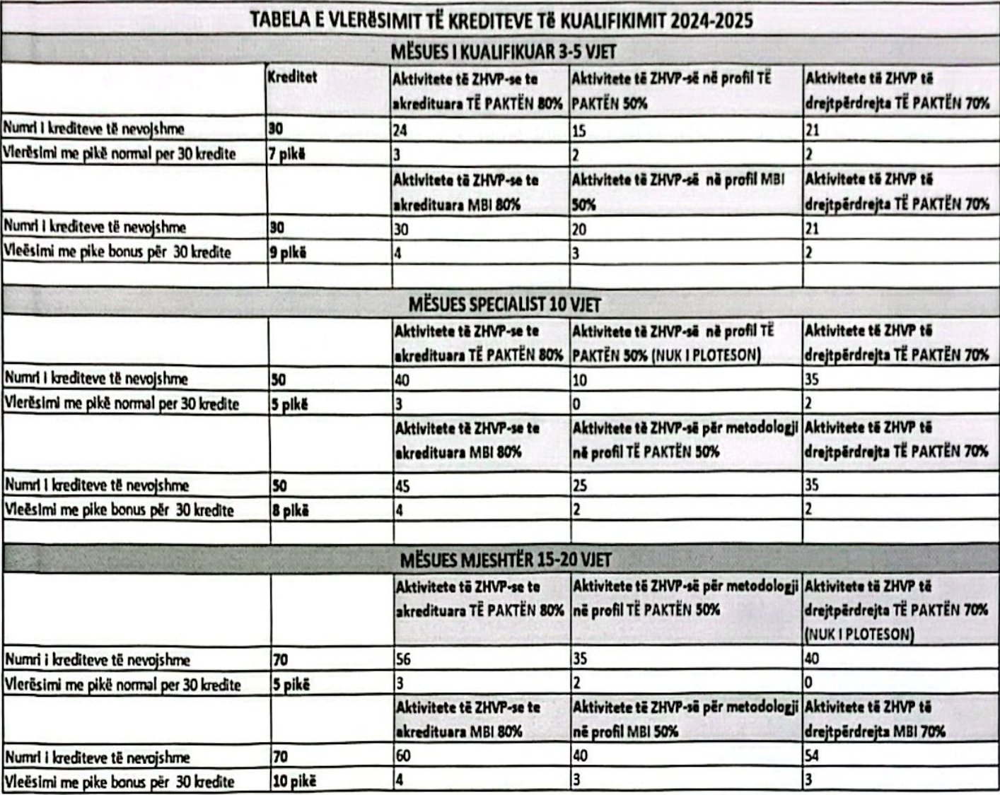 TABELA E VLERëSIMIT TË KREDITEVE Të KUALIFIKIMIT 2024-2025
MËSUES I KUALIFIKUAR 3-5 VJET
Kreditet Aktivitete të ZHVP-se te akredituara TË PAKTËN 80% Aktivitete të ZHVP-së në profil TË PAKTËN 50% Aktivitete të ZHVP të drejtpërdrejta TË PAKTËN 70%
Numri i krediteve të nevojshme 30 24 15 21
Vlerësimi me pikë normal per 30 kredite 7 pikë 3 2 2
Aktivitete të ZHVP-se te akredituara MBI 80% Aktivitete të ZHVP-së në profil MBI 50% Aktivitete të ZHVP të drejtpërdrejta TË PAKTËN 70%
Numri i krediteve të nevojshme 30 30 20 21
Vleësimi me pike bonus për 30 kredite 9 pikë 4 3 2
MËSUES SPECIALIST 10 VJET
Aktivitete të ZHVP-se te akredituara TË PAKTËN 80% Aktivitete të ZHVP-së në profil TË PAKTËN 50% (NUK I PLOTESON) Aktivitete të ZHVP të drejtpërdrejta TË PAKTËN 70%
Numri i krediteve të nevojshme 50 40 10 35
Vlerësimi me pikë normal per 30 kredite 5 pikë 3 0 2
Aktivitete të ZHVP-se te akredituara MBI 80% Aktivitete të ZHVP-së për metodologji në profil TË PAKTËN 50% Aktivitete të ZHVP të drejtpërdrejta TË PAKTËN 70%
Numri i krediteve të nevojshme 50 45 25 35
Vleësimi me pike bonus për 30 kredite 8 pikë 4 2 2
MËSUES MJESHTËR 15-20 VJET
Aktivitete të ZHVP-se te akredituara TË PAKTËN 80% Aktivitete të ZHVP-së për metodologji në profil TË PAKTËN 50% Aktivitete të ZHVP të drejtpërdrejta TË PAKTËN 70% (NUK I PLOTESON)
Numri i krediteve të nevojshme 70 56 35 40
Vlerësimi me pikë normal per 30 kredite 5 pikë 3 2 0
Aktivitete të ZHVP-se te akredituara MBI 80% Aktivitete të ZHVP-së për metodologji në profil MBI 50% Aktivitete të ZHVP të drejtpërdrejta MBI 70%
Numri i krediteve të nevojshme 70 60 40 54
Vleësimi me pike bonus për 30 kredite 10 pikë 4 3 3